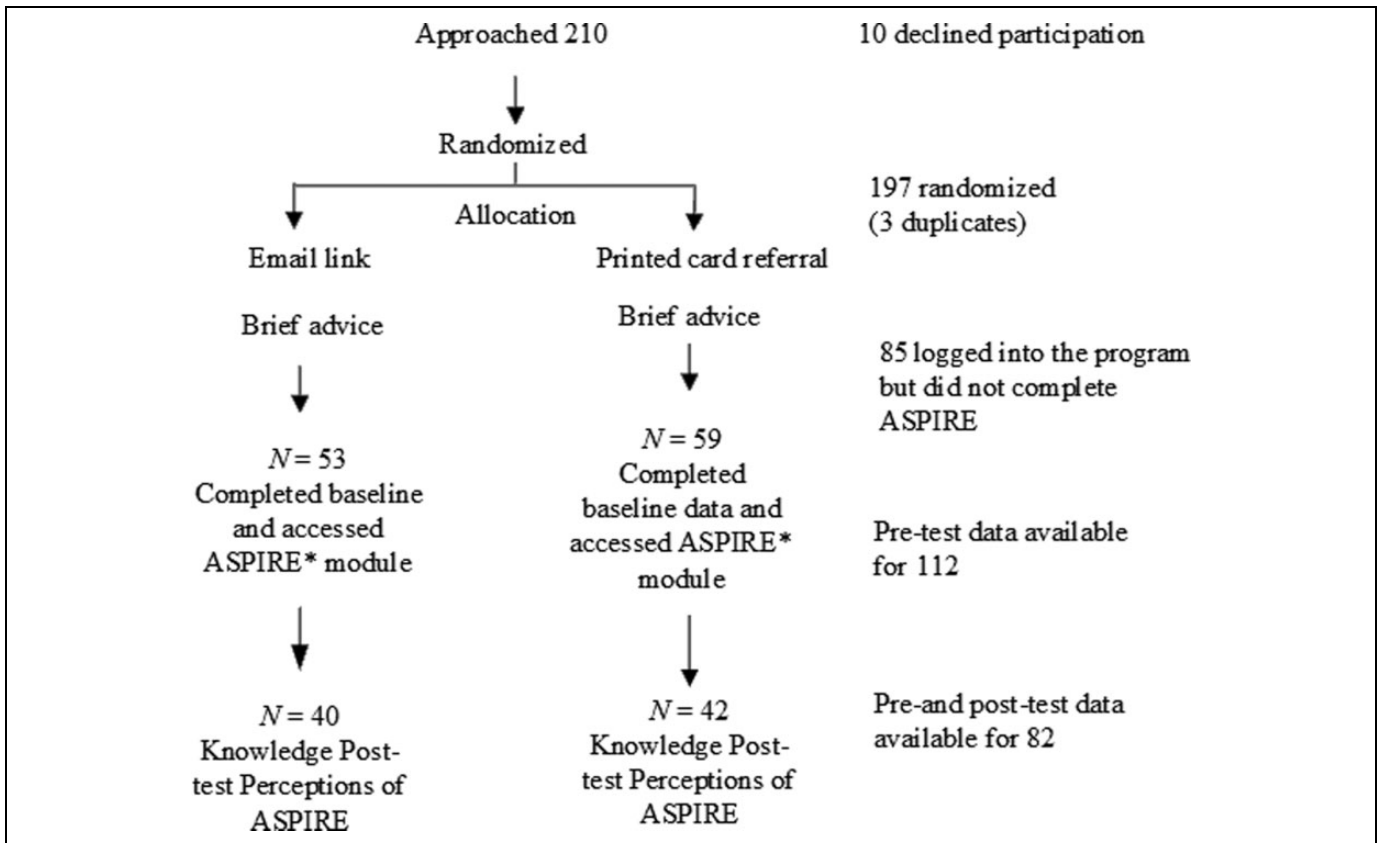 Approached 210
10 declined participation
Randomized
197 randomized
(3 duplicates)
Allocation
Email link
Printed card referral
Brief advice
Brief advice
85 logged into the program
but did not complete
ASPIRE
N = 53
Completed baseline
and accessed
ASPIRE* module
N = 59
Completed
baseline data and
accessed ASPIRE*
module
Pre-test data available
for 112
N = 40
Knowledge Post-
test Perceptions of
ASPIRE
N = 42
Knowledge Post-
test Perceptions of
ASPIRE
Pre-and post-test data
available for 82